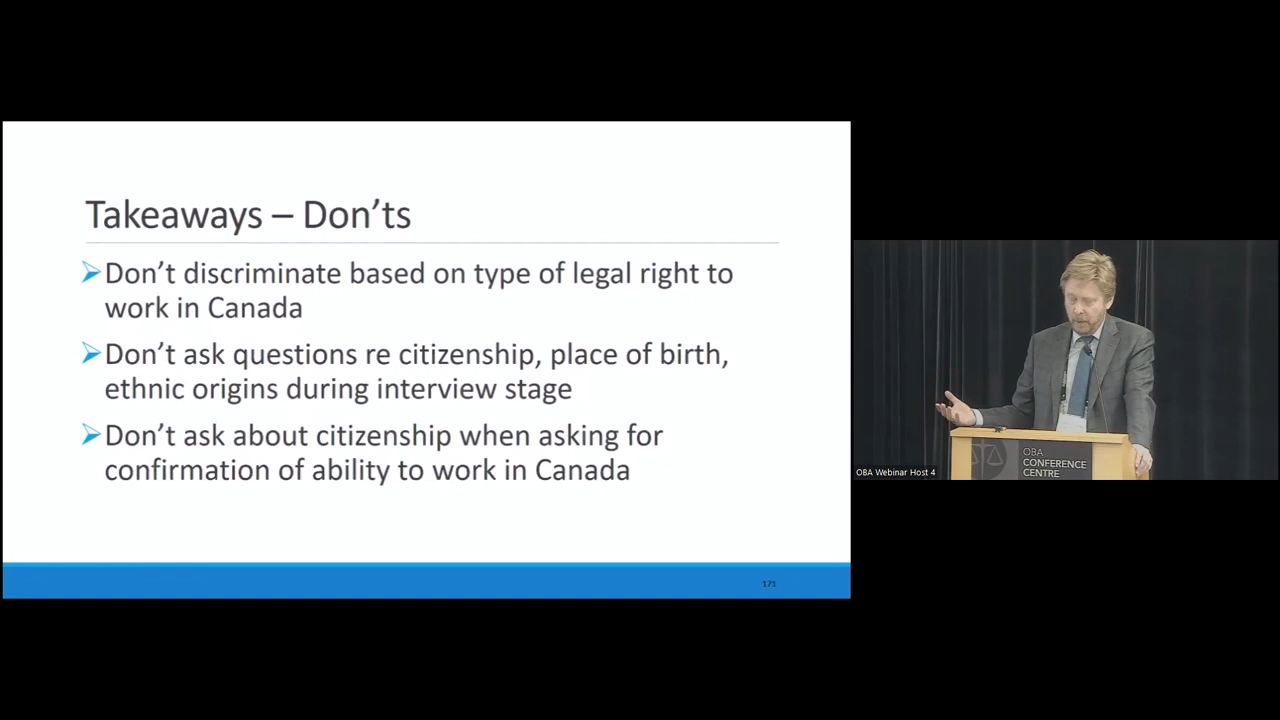 Takeaways – Don’ts
Don’t discriminate based on type of legal right to
work in Canada
Don’t ask questions re citizenship, place of birth,
ethnic origins during interview stage
Don’t ask about citizenship when asking for
confirmation of ability to work in Canada
171
OBA
CONFERENCE
CENTRE
OBA Webinar Host 4